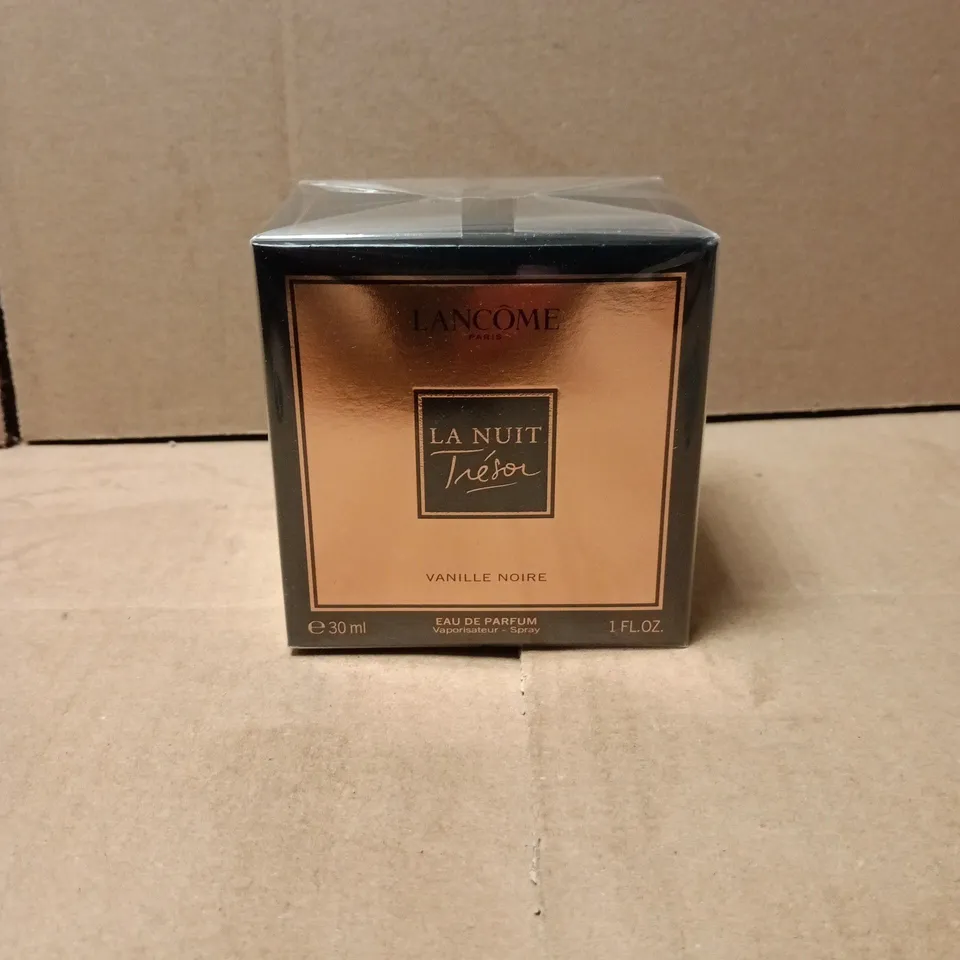 LANCÔME
PARIS
LA NUIT
Trésor
VANILLE NOIRE
EAU DE PARFUM
Vaporisateur - Spray
℮ 30 ml
1 FL.OZ.